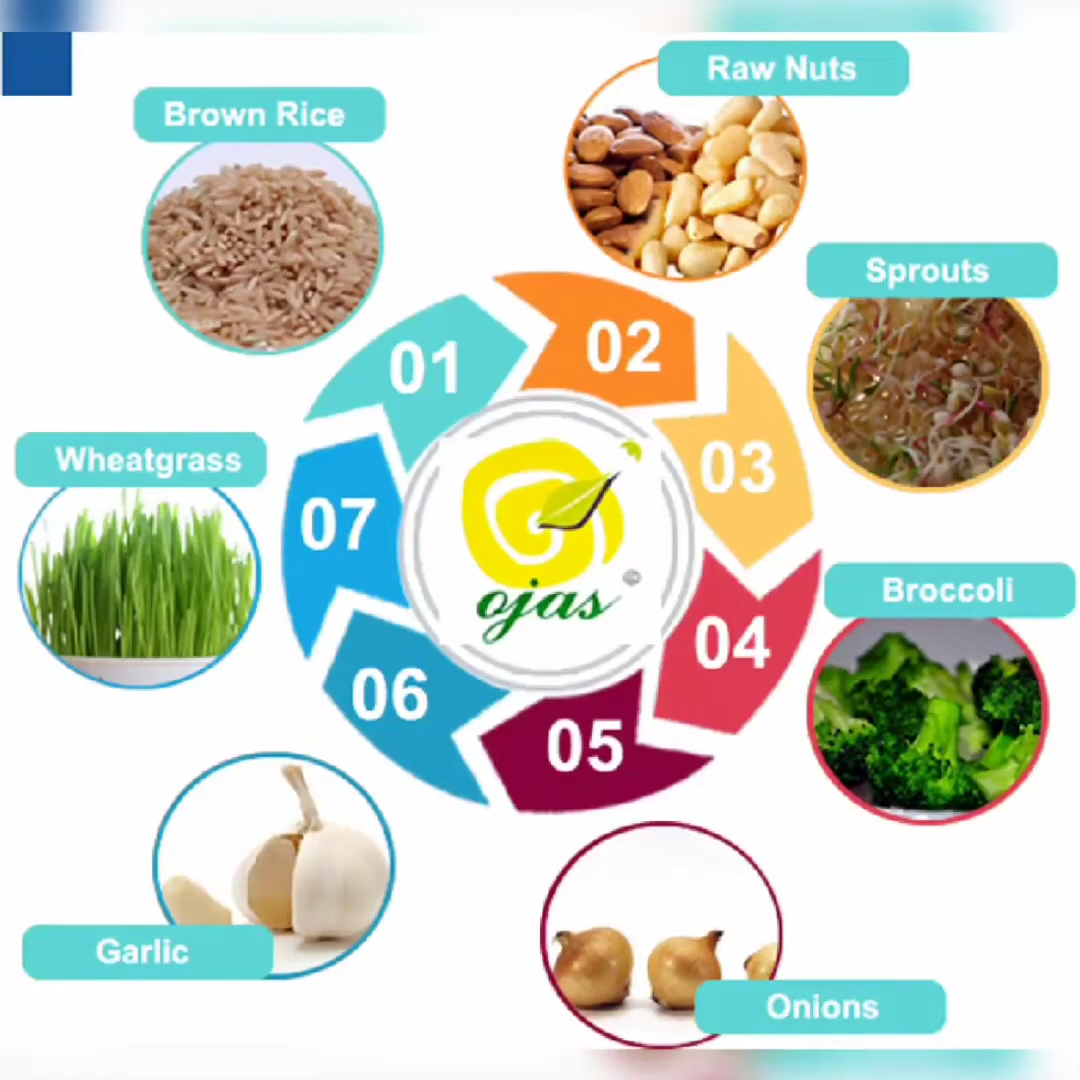 Brown Rice
Raw Nuts
Sprouts
Wheatgrass
Broccoli
Garlic
Onions
01
02
03
04
05
06
07
ojas ©